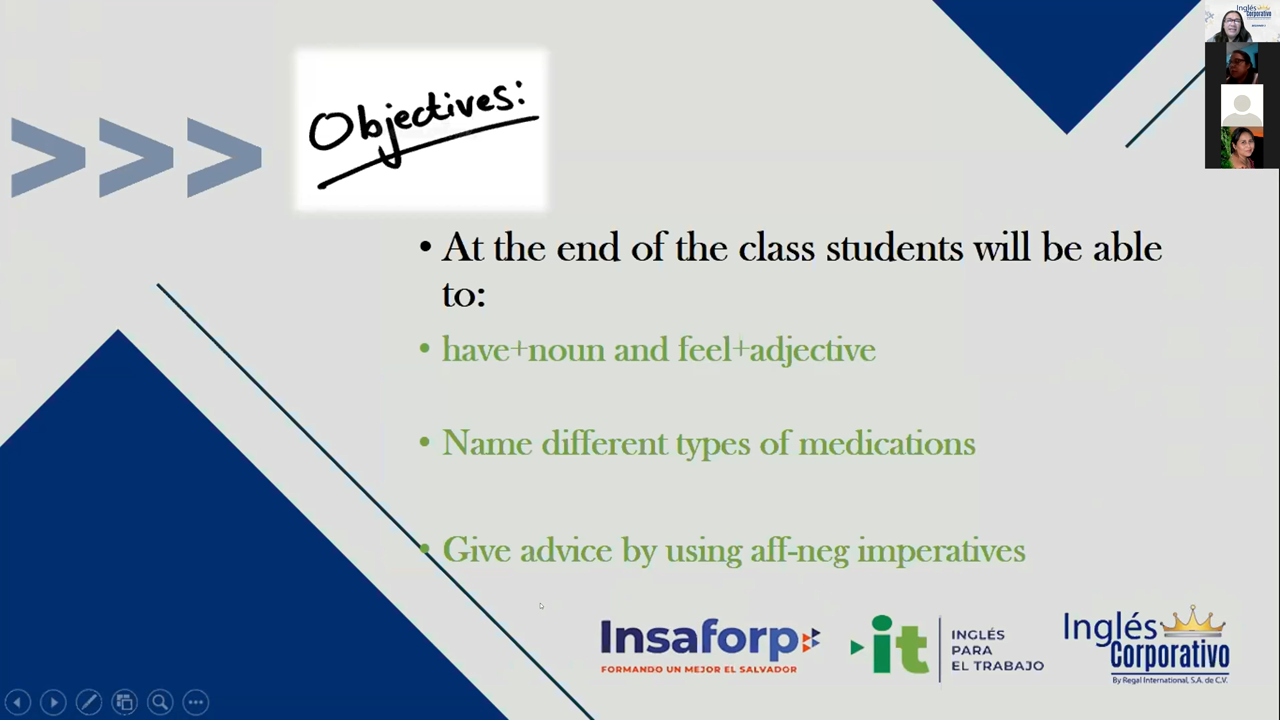 Objectives:
• At the end of the class students will be able
to:
• have+noun and feel+adjective
• Name different types of medications
• Give advice by using aff-neg imperatives
Insaforp
FORMANDO UN MEJOR EL SALVADOR
it
INGLÉS
PARA
EL TRABAJO
Inglés
Corporativo
By Regal International, S.A. de C.V.
Inglés
Corporativo